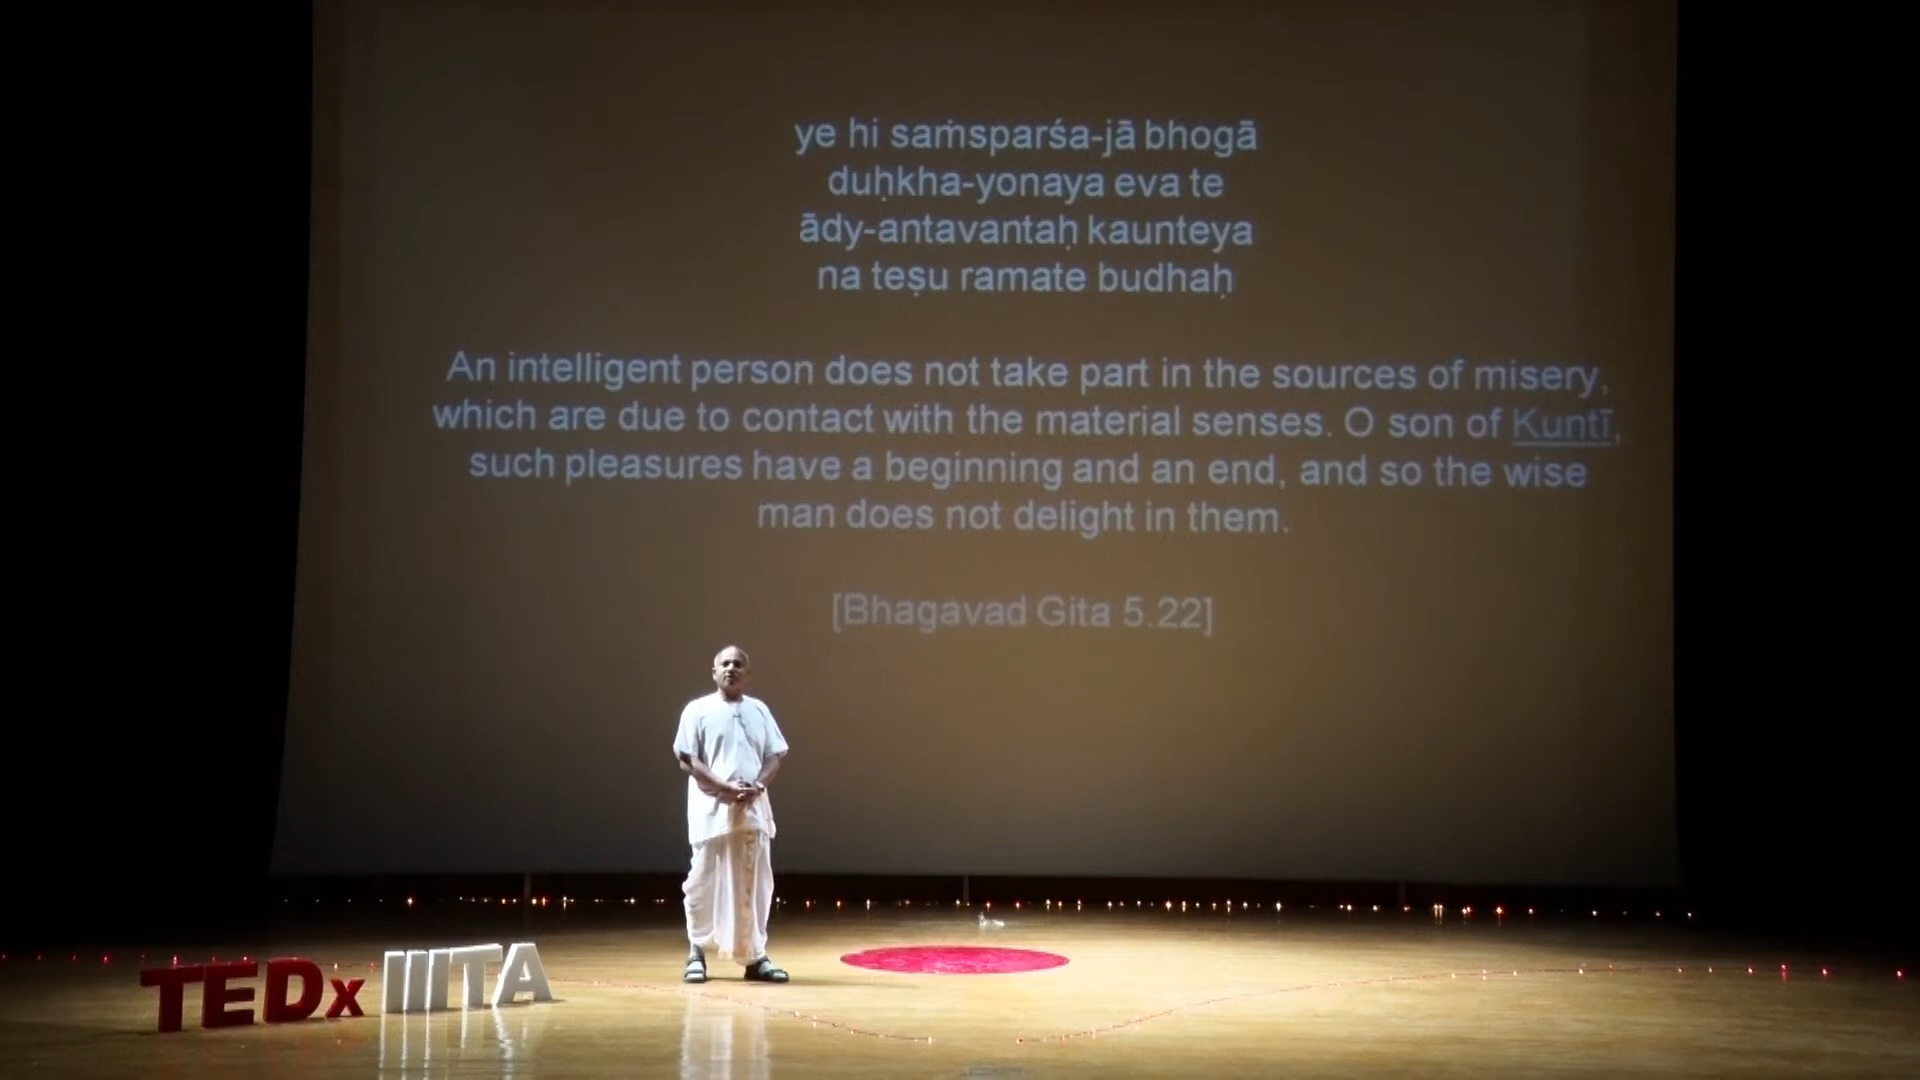 ye hi saṁsparśa-jā bhogā
duḥkha-yonaya eva te
ādy-antavantaḥ kaunteya
na teṣu ramate budhaḥ
An intelligent person does not take part in the sources of misery,
which are due to contact with the material senses. O son of Kuntī,
such pleasures have a beginning and an end, and so the wise
man does not delight in them.
[Bhagavad Gita 5.22]
TEDx IIITA